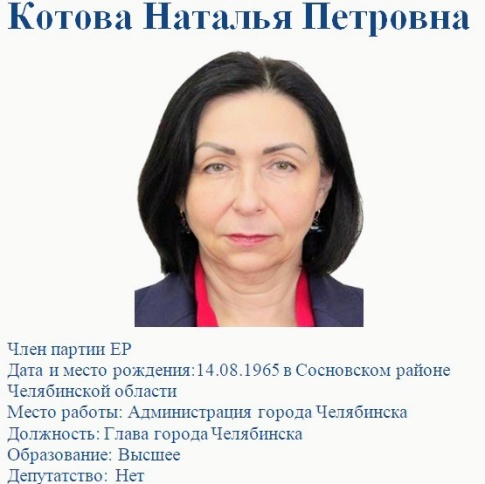 Котова Наталья Петровна
Член партии ЕР
Дата и место рождения:14.08.1965 в Сосновском районе
Челябинской области
Место работы: Администрация города Челябинска
Должность: Глава города Челябинска
Образование: Высшее
Депутатство: Нет